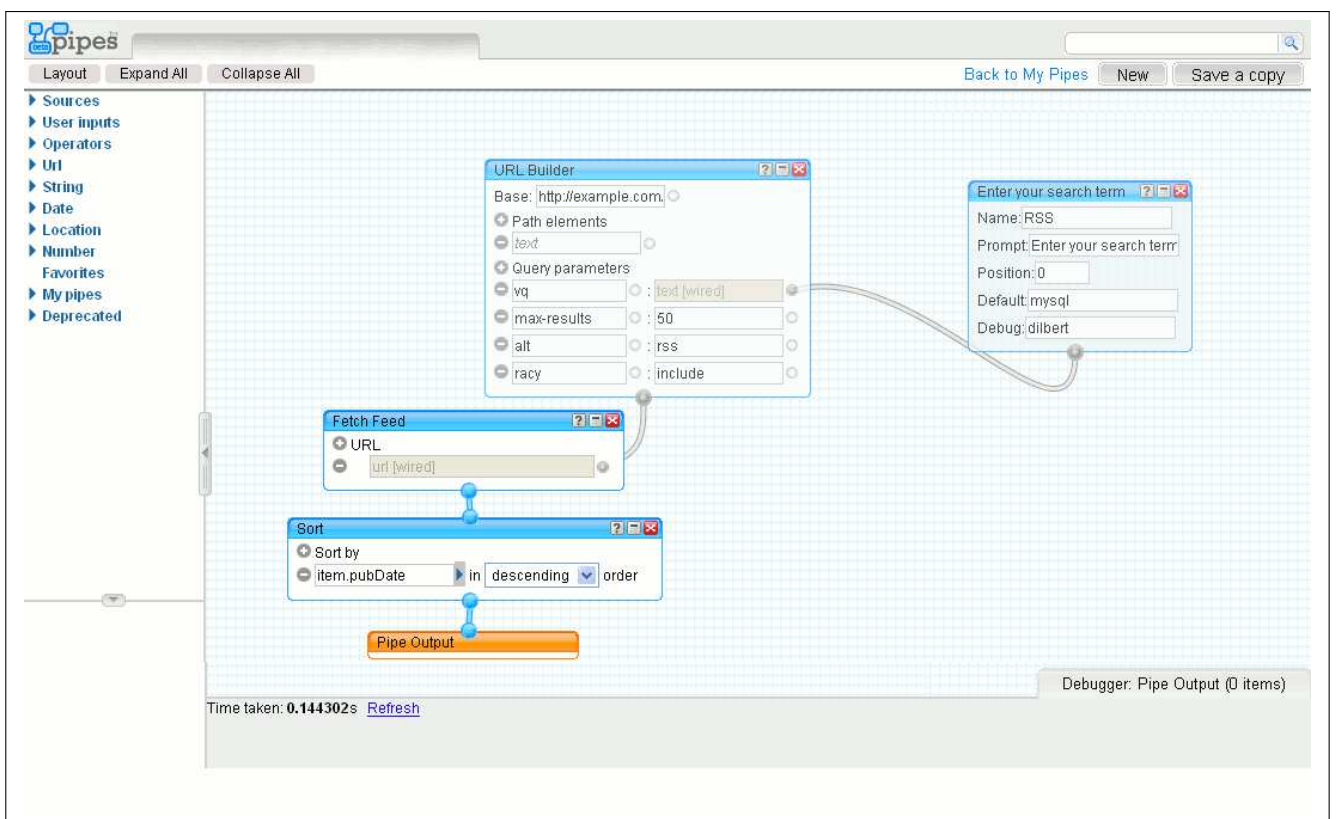 beta pipes
Layout Expand All Collapse All Back to My Pipes New Save a copy
Sources
User inputs
Operators
Url
String
Date
Location
Number
Favorites
My pipes
Deprecated
URL Builder ?
Base: http://example.com.
Path elements
text
Query parameters
vq : text [wired]
max-results : 50
alt : rss
racy : include
Enter your search term ?
Name: RSS
Prompt: Enter your search term
Position: 0
Default: mysql
Debug: dilbert
Fetch Feed ?
URL
url [wired]
Sort ?
Sort by
item.pubDate in descending order
Pipe Output
Debugger: Pipe Output (0 items)
Time taken: 0.144302s Refresh